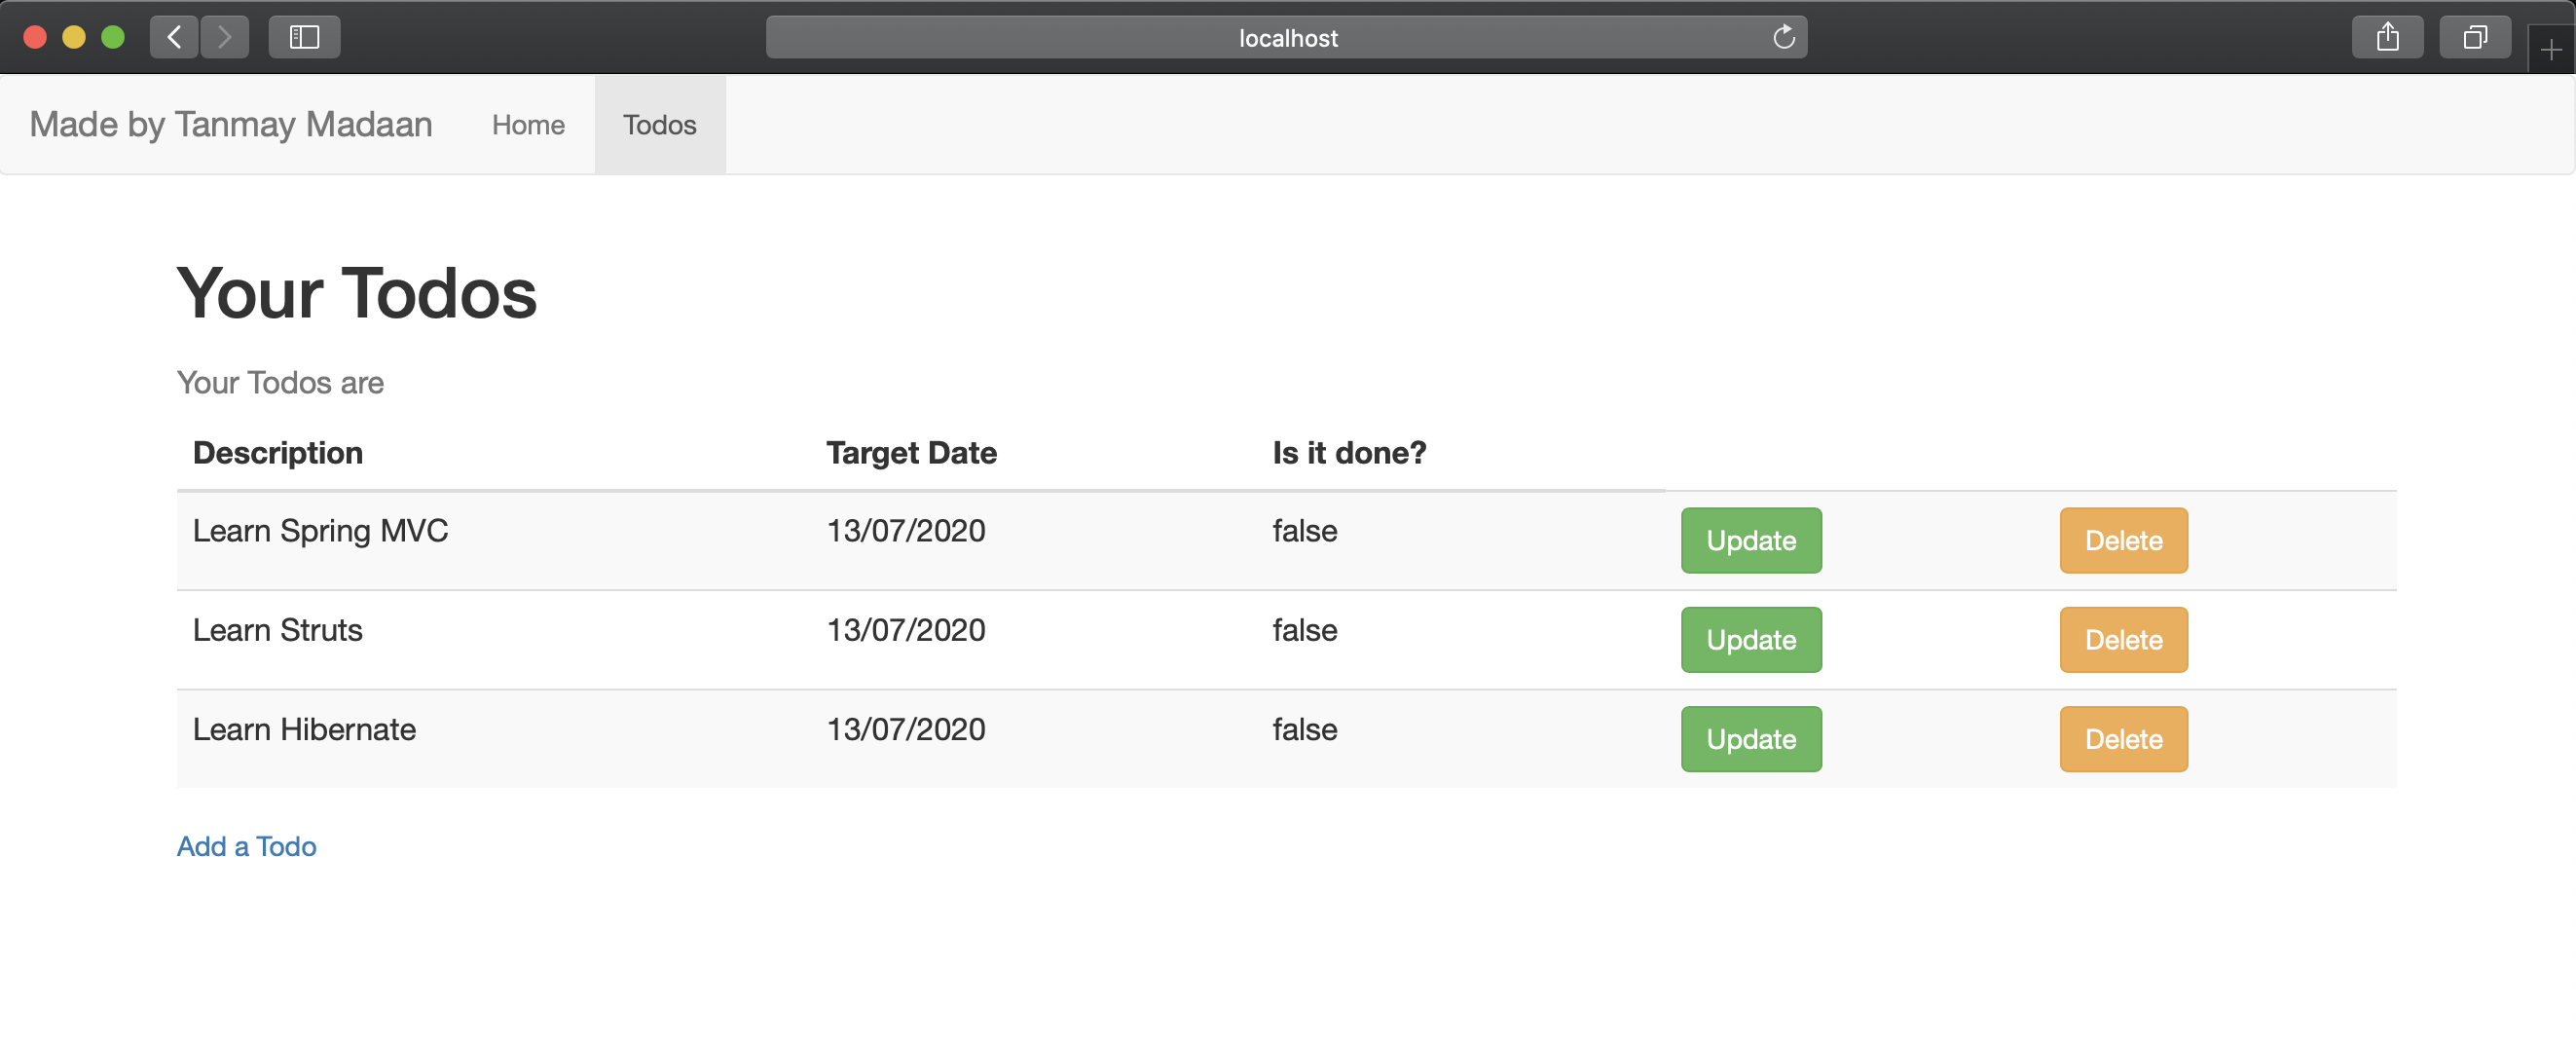 localhost
Made by Tanmay Madaan Home Todos
Your Todos
Your Todos are
Description Target Date Is it done?
Learn Spring MVC 13/07/2020 false Update Delete
Learn Struts 13/07/2020 false Update Delete
Learn Hibernate 13/07/2020 false Update Delete
Add a Todo